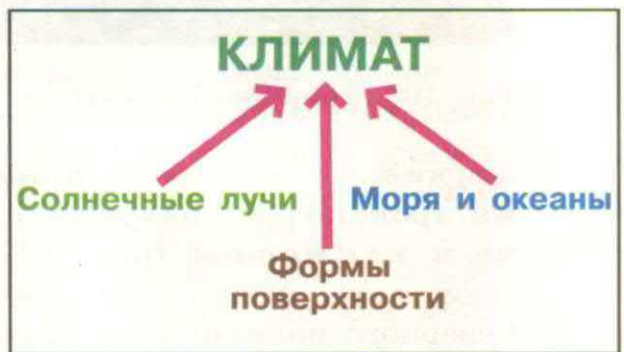 КЛИМАТ
Солнечные лучи
Моря и океаны
Формы
поверхности